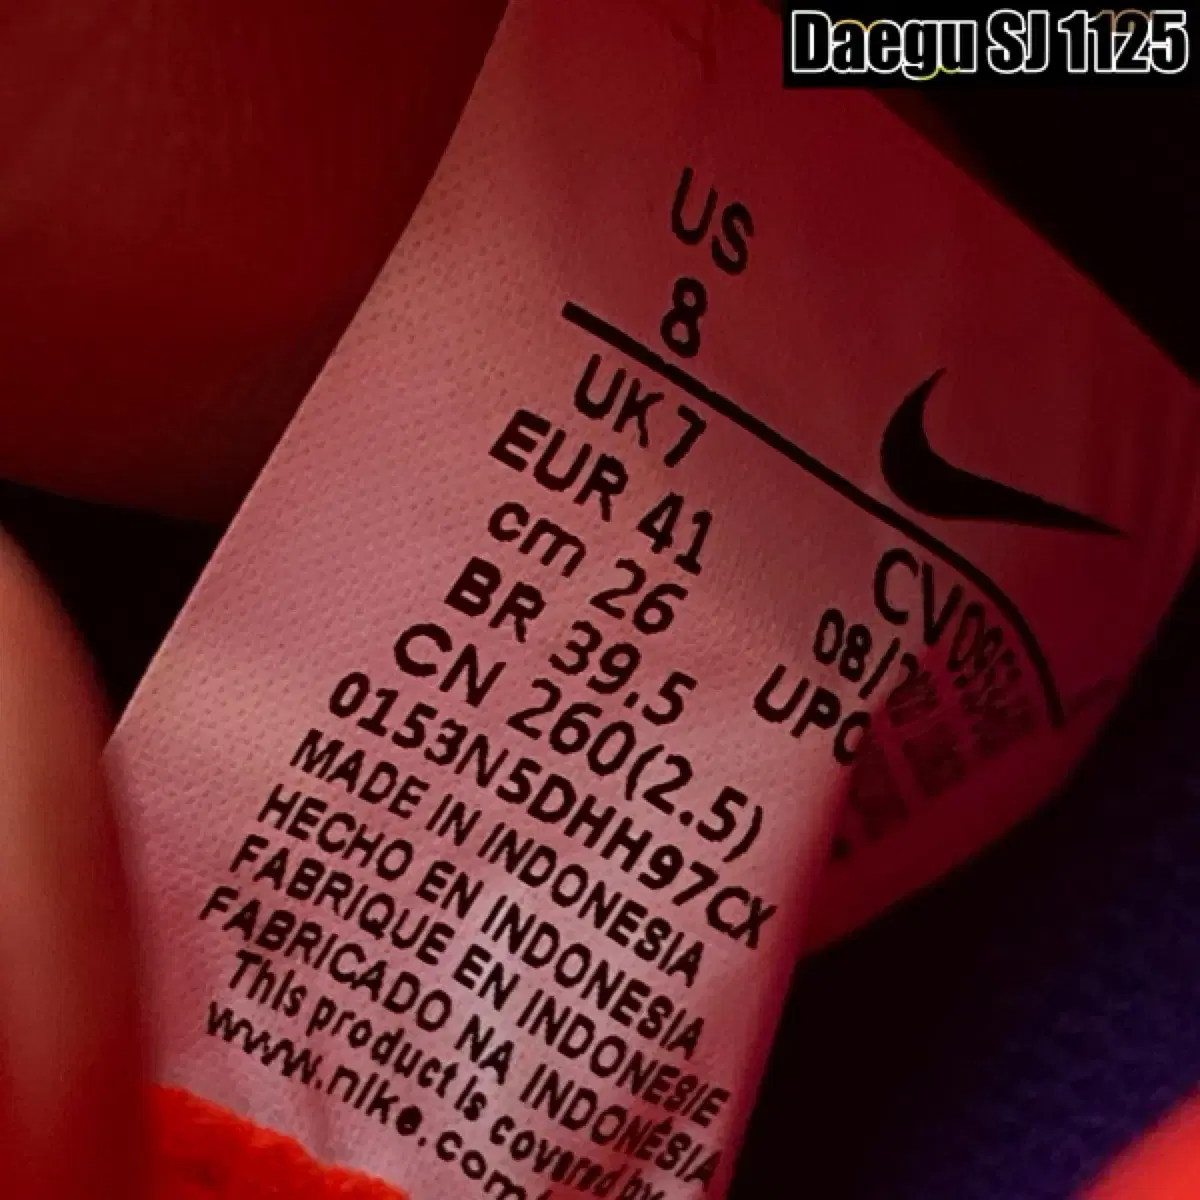 Daegu SJ 1125
US
8
UK 7
EUR 41
cm 26
BR 39.5
CN 260(2.5)
0153N5DHH97CX
MADE IN INDONESIA
HECHO EN INDONESIA
FABRIQUE EN INDONESIE
FABRICADO NA INDONÉSIA
This product is covered by
www.nike.com/
08/